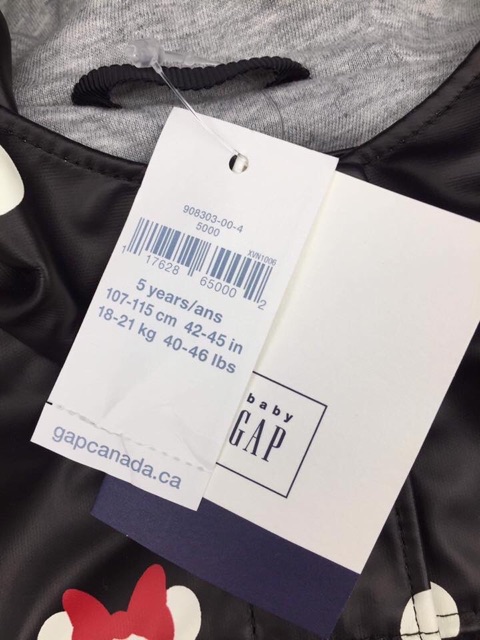 908303-00-4
5000
XVN1006
1 17628 65000 2
5 years/ans
107-115 cm 42-45 in
18-21 kg 40-46 lbs
gapcanada.ca
baby
GAP